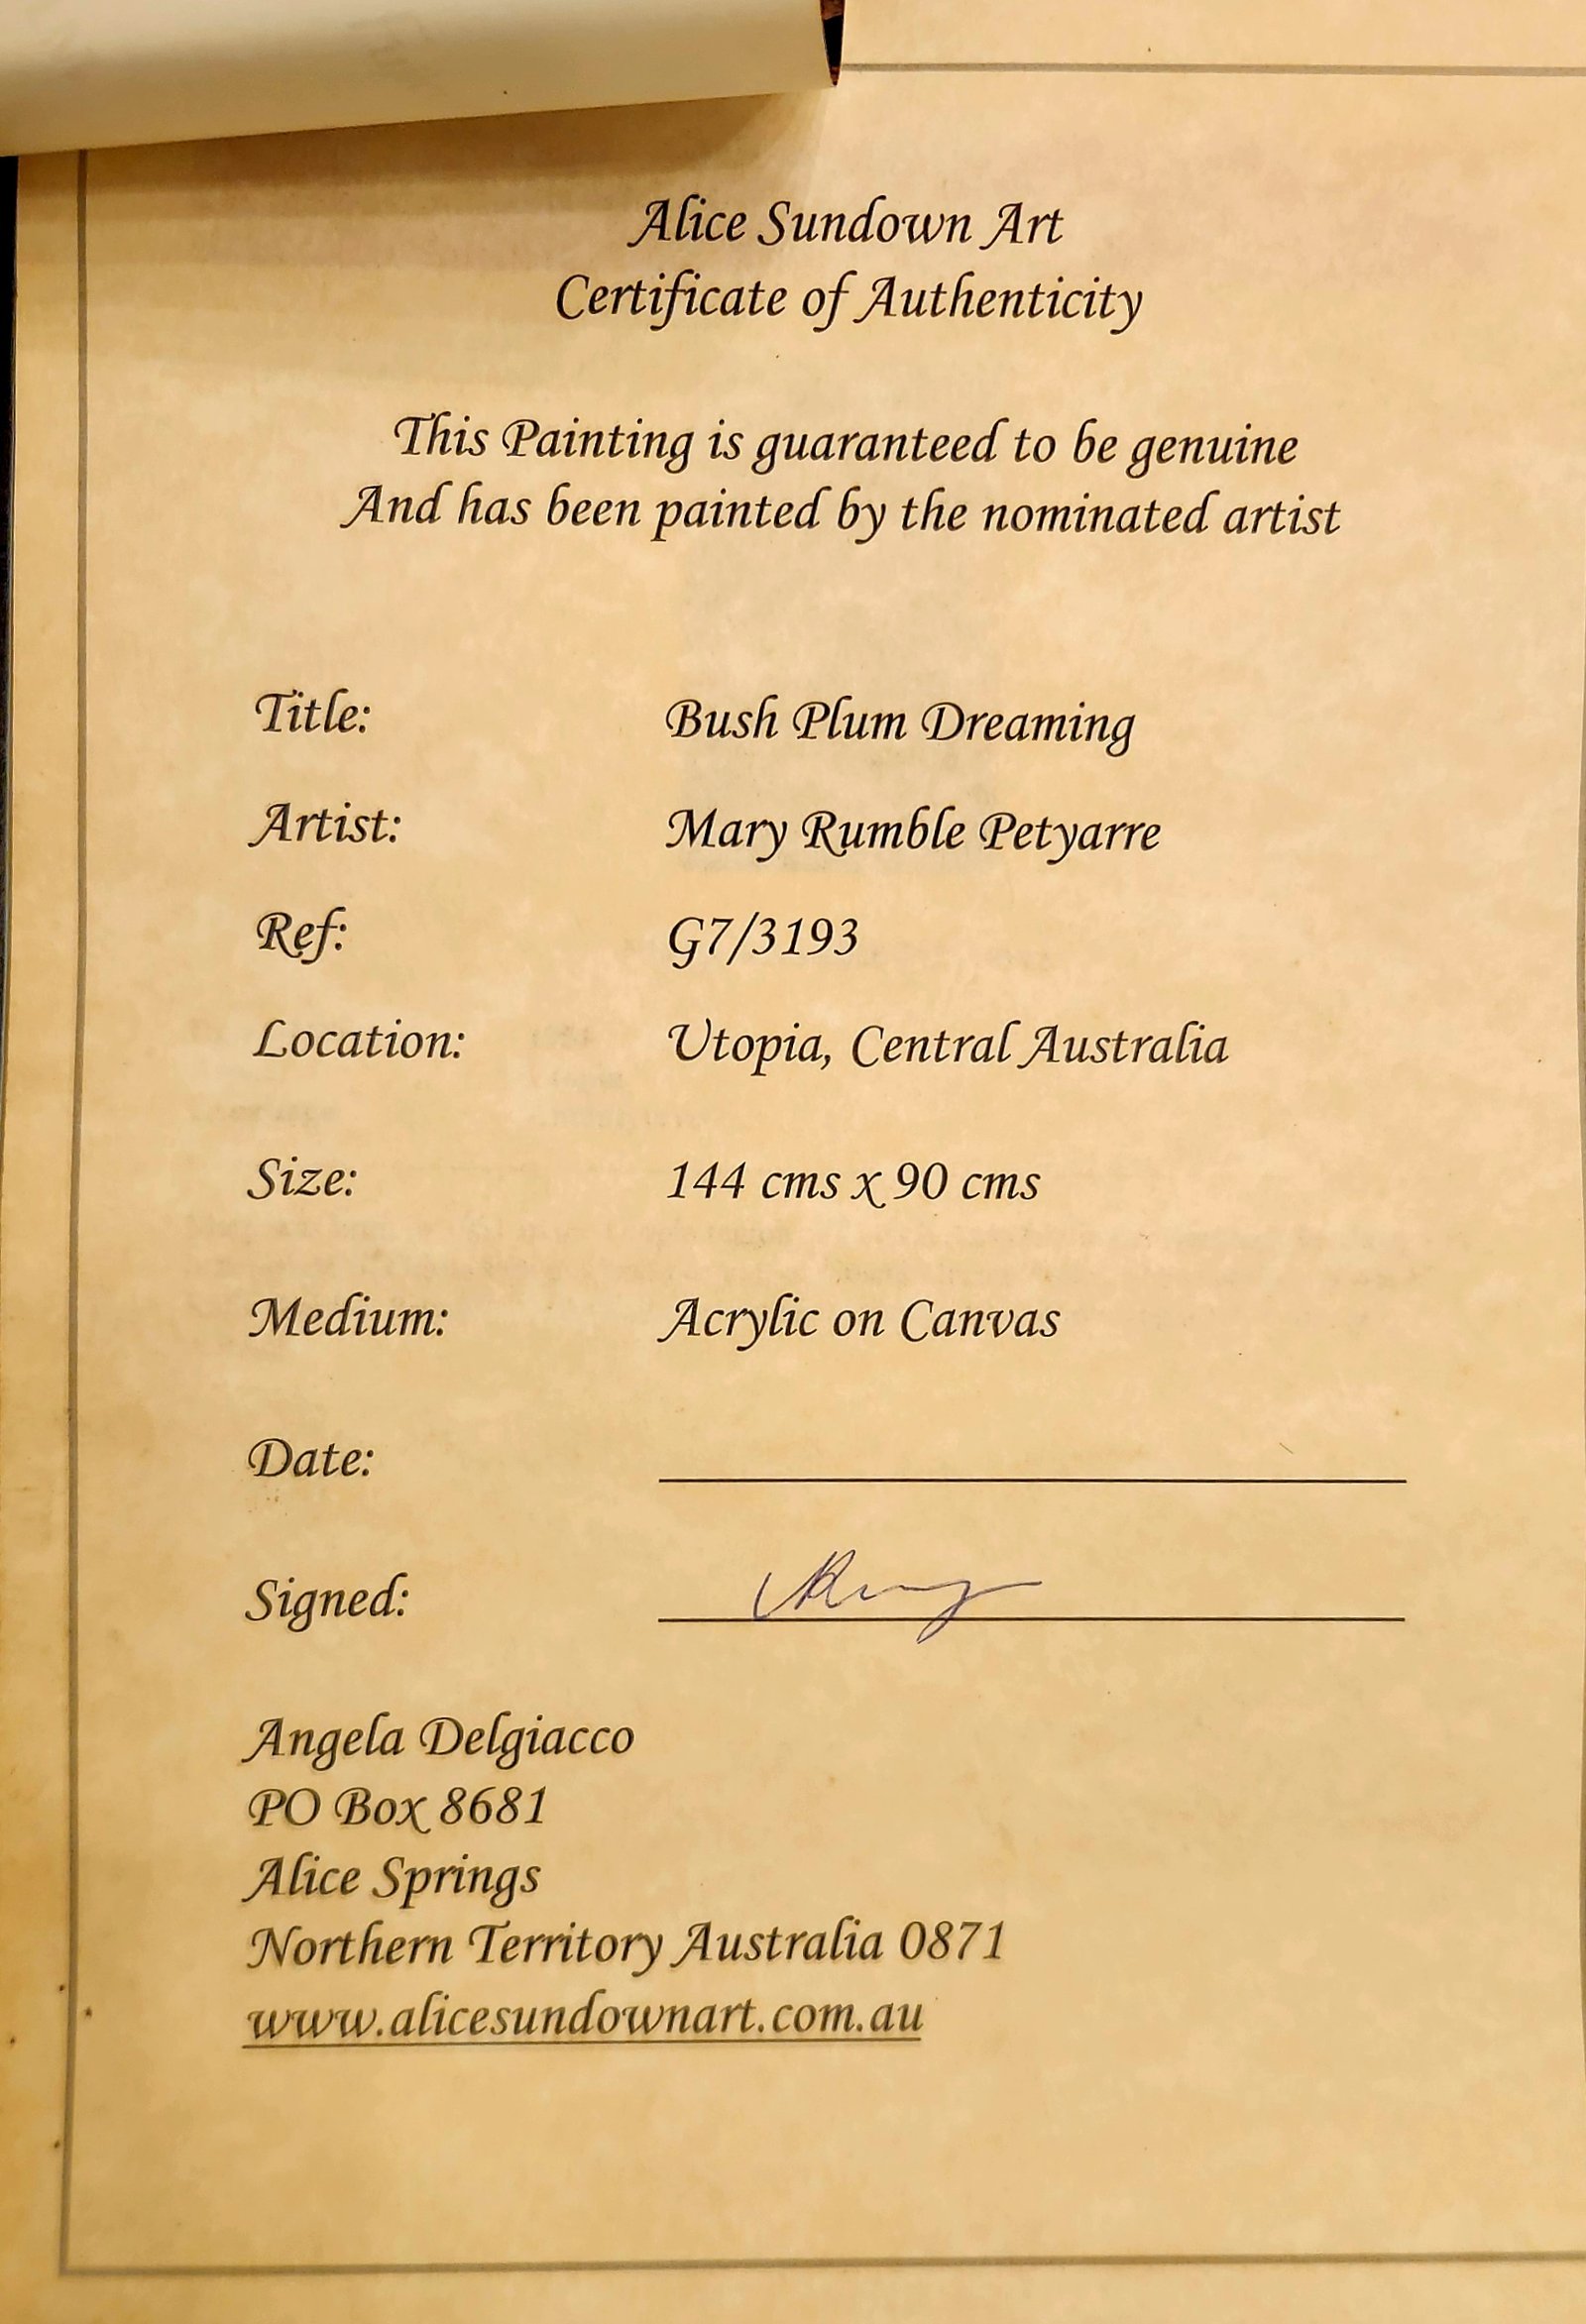 Alice Sundown Art
Certificate of Authenticity
This Painting is guaranteed to be genuine
And has been painted by the nominated artist
Title: Bush Plum Dreaming
Artist: Mary Rumble Petyarre
Ref: G7/3193
Location: Utopia, Central Australia
Size: 144 cms x 90 cms
Medium: Acrylic on Canvas
Date:
Signed:
Angela Delgiacco
PO Box 8681
Alice Springs
Northern Territory Australia 0871
www.alicesundownart.com.au